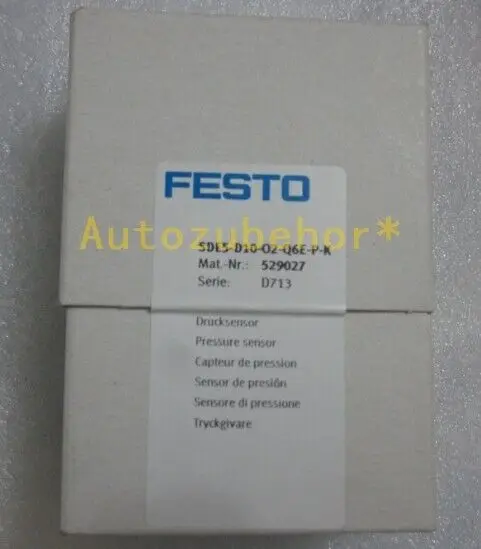 FESTO
Autozubehor*
SDE5-D10-O2-Q6E-P-K
Mat.-Nr.: 529027
Serie: D713
Drucksensor
Pressure sensor
Capteur de pression
Sensor de presión
Sensore di pressione
Tryckgivare